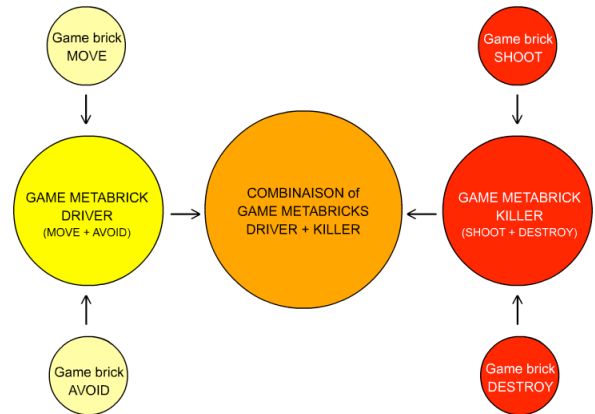 Game brick
MOVE
Game brick
SHOOT
GAME METABRICK
DRIVER
(MOVE + AVOID)
COMBINAISON of
GAME METABRICKS
DRIVER + KILLER
GAME METABRICK
KILLER
(SHOOT + DESTROY)
Game brick
AVOID
Game brick
DESTROY